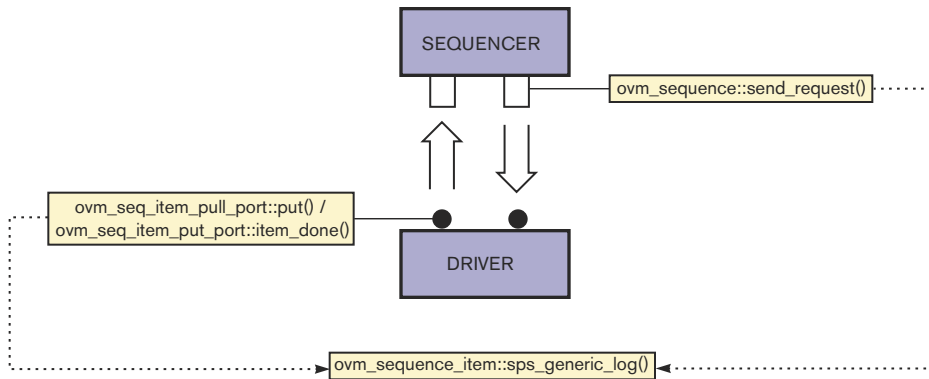 SEQUENCER
ovm_sequence::send_request()
ovm_seq_item_pull_port::put() /
ovm_seq_item_put_port::item_done()
DRIVER
ovm_sequence_item::sps_generic_log()